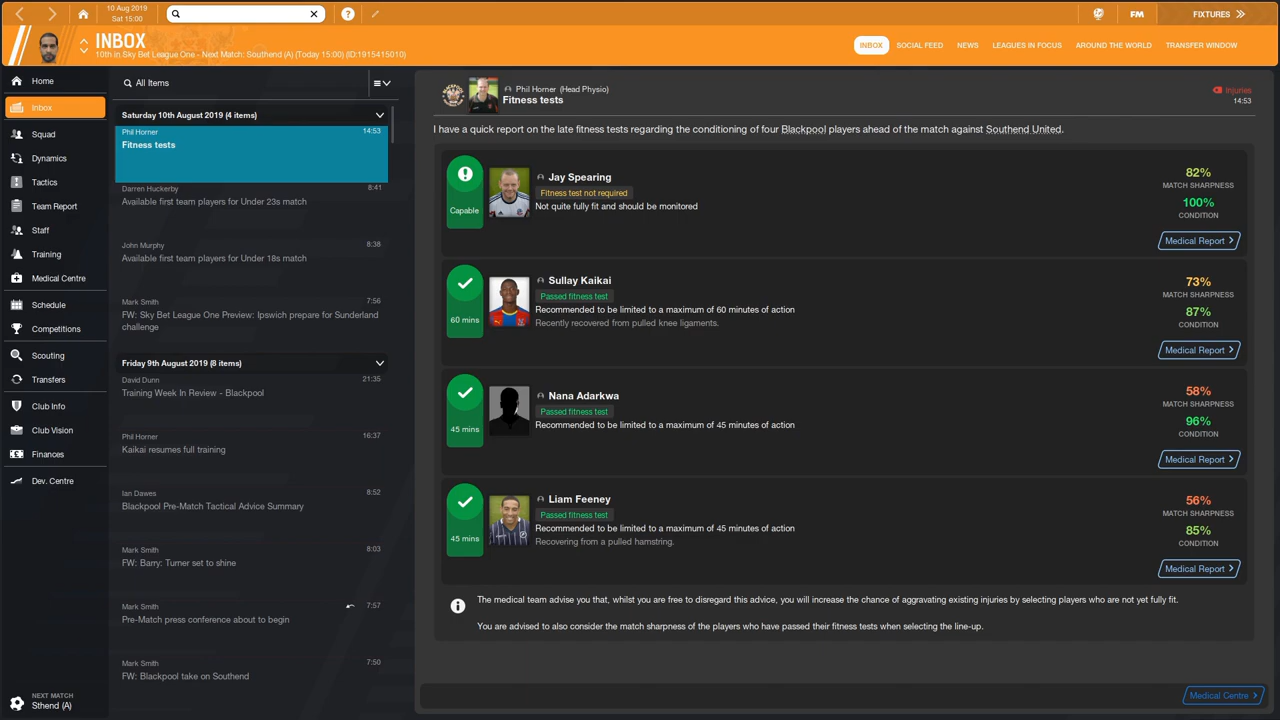 10 Aug 2019
Sat 15:00
FM
FIXTURES
INBOX
10th in Sky Bet League One - Next Match: Southend (A) (Today 15:00) (ID:1915415010)
INBOX
SOCIAL FEED
NEWS
LEAGUES IN FOCUS
AROUND THE WORLD
TRANSFER WINDOW
Home
Inbox
Squad
Dynamics
Tactics
Team Report
Staff
Training
Medical Centre
Schedule
Competitions
Scouting
Transfers
Club Info
Club Vision
Finances
Dev. Centre
NEXT MATCH
Sthend (A)
All Items
Saturday 10th August 2019 (4 items)
Phil Horner 14:53
Fitness tests
Darren Huckerby 8:41
Available first team players for Under 23s match
John Murphy 8:38
Available first team players for Under 18s match
Mark Smith 7:56
FW: Sky Bet League One Preview: Ipswich prepare for Sunderland
challenge
Friday 9th August 2019 (8 items)
David Dunn 21:35
Training Week In Review - Blackpool
Phil Horner 16:37
Kaikai resumes full training
Ian Dawes 8:52
Blackpool Pre-Match Tactical Advice Summary
Mark Smith 8:03
FW: Barry: Turner set to shine
Mark Smith 7:57
Pre-Match press conference about to begin
Mark Smith 7:50
FW: Blackpool take on Southend
Phil Horner (Head Physio)
Fitness tests
Injuries
14:53
I have a quick report on the late fitness tests regarding the conditioning of four Blackpool players ahead of the match against Southend United.
Capable
Jay Spearing
Fitness test not required
Not quite fully fit and should be monitored
82%
MATCH SHARPNESS
100%
CONDITION
Medical Report
60 mins
Sullay Kaikai
Passed fitness test
Recommended to be limited to a maximum of 60 minutes of action
Recently recovered from pulled knee ligaments.
73%
MATCH SHARPNESS
87%
CONDITION
Medical Report
45 mins
Nana Adarkwa
Passed fitness test
Recommended to be limited to a maximum of 45 minutes of action
58%
MATCH SHARPNESS
96%
CONDITION
Medical Report
45 mins
Liam Feeney
Passed fitness test
Recommended to be limited to a maximum of 45 minutes of action
Recovering from a pulled hamstring.
56%
MATCH SHARPNESS
85%
CONDITION
Medical Report
The medical team advise you that, whilst you are free to disregard this advice, you will increase the chance of aggravating existing injuries by selecting players who are not yet fully fit.
You are advised to also consider the match sharpness of the players who have passed their fitness tests when selecting the line-up.
Medical Centre